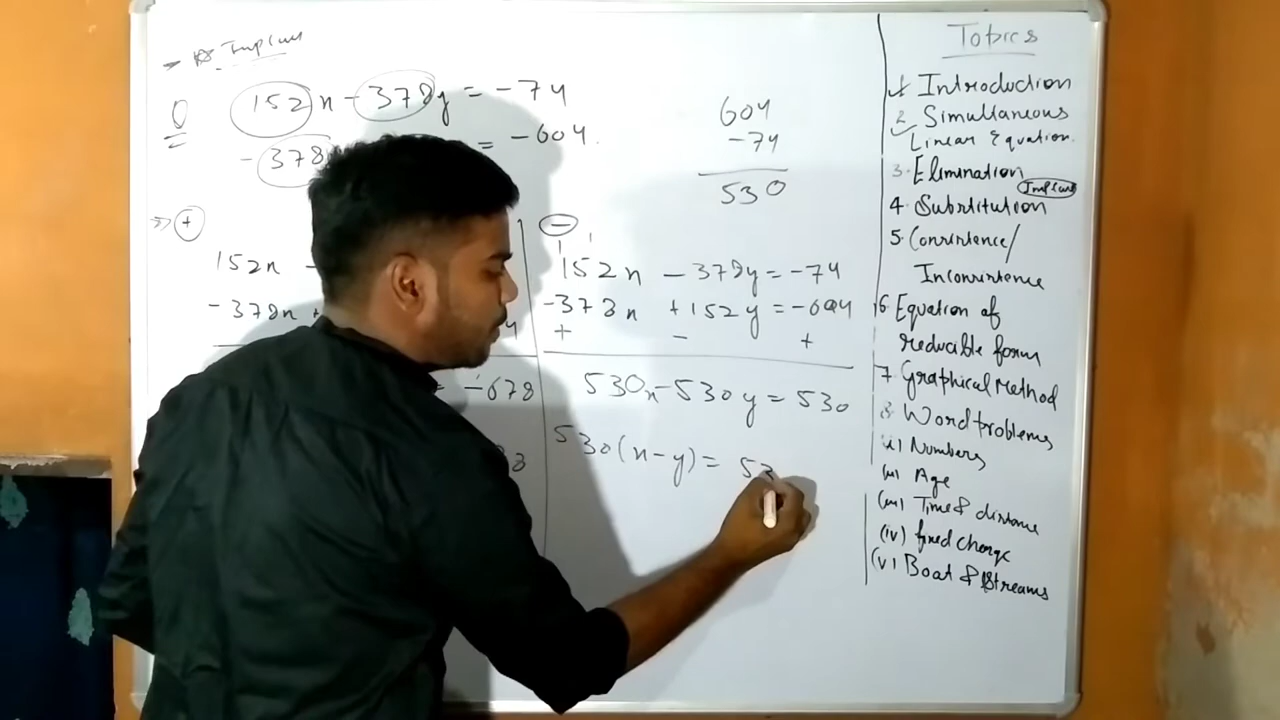 Implans
Q 152x - 378y = -74
-378 = -604.
(+)
152x -
-378x +
-678
604
-74
530
(-)
152x - 378y = -74
-378x + 152y = -604
+ - +
530x - 530y = 530
530(x - y) = 53
Topics
1 Introduction
2. Simultaneous
Linear Equation.
3. Elimination
4. Substitution
5. Consistence/
Inconsistence
6. Equation of
reducible form
7 Graphical Method
8. Word problems
(i) Numbers
(ii) Age
(iii) Time & distance
(iv) fixed charge
(v) Boat & Streams